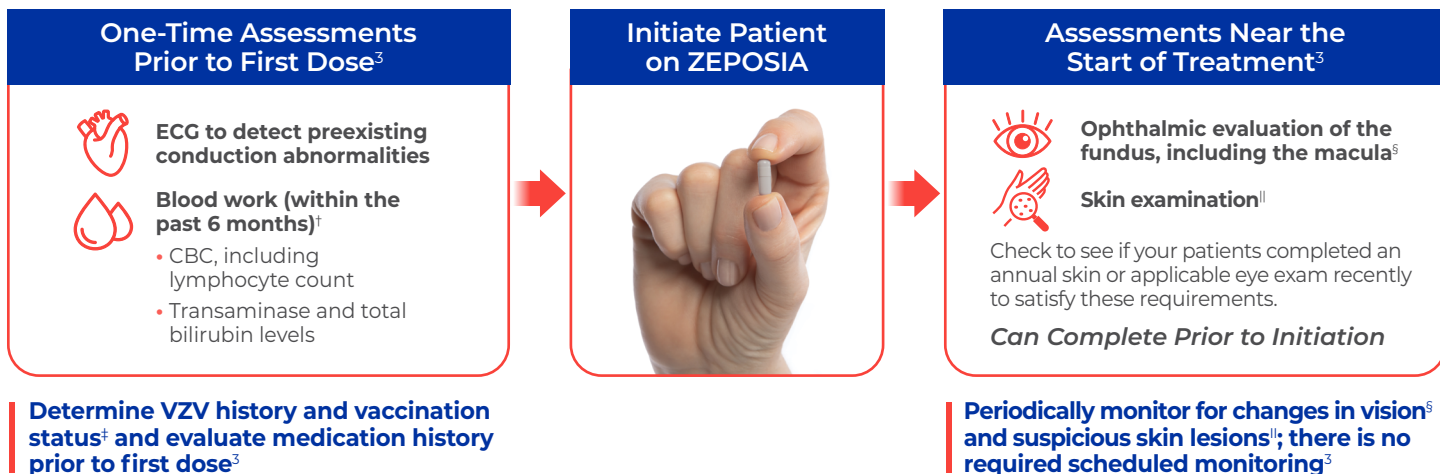 One-Time Assessments
Prior to First Dose³
ECG to detect preexisting
conduction abnormalities
Blood work (within the
past 6 months)†
• CBC, including
lymphocyte count
• Transaminase and total
bilirubin levels
Determine VZV history and vaccination
status‡ and evaluate medication history
prior to first dose³
Initiate Patient
on ZEPOSIA
Assessments Near the
Start of Treatment³
Ophthalmic evaluation of the
fundus, including the macula§
Skin examination||
Check to see if your patients completed an
annual skin or applicable eye exam recently
to satisfy these requirements.
Can Complete Prior to Initiation
Periodically monitor for changes in vision§
and suspicious skin lesions||; there is no
required scheduled monitoring³